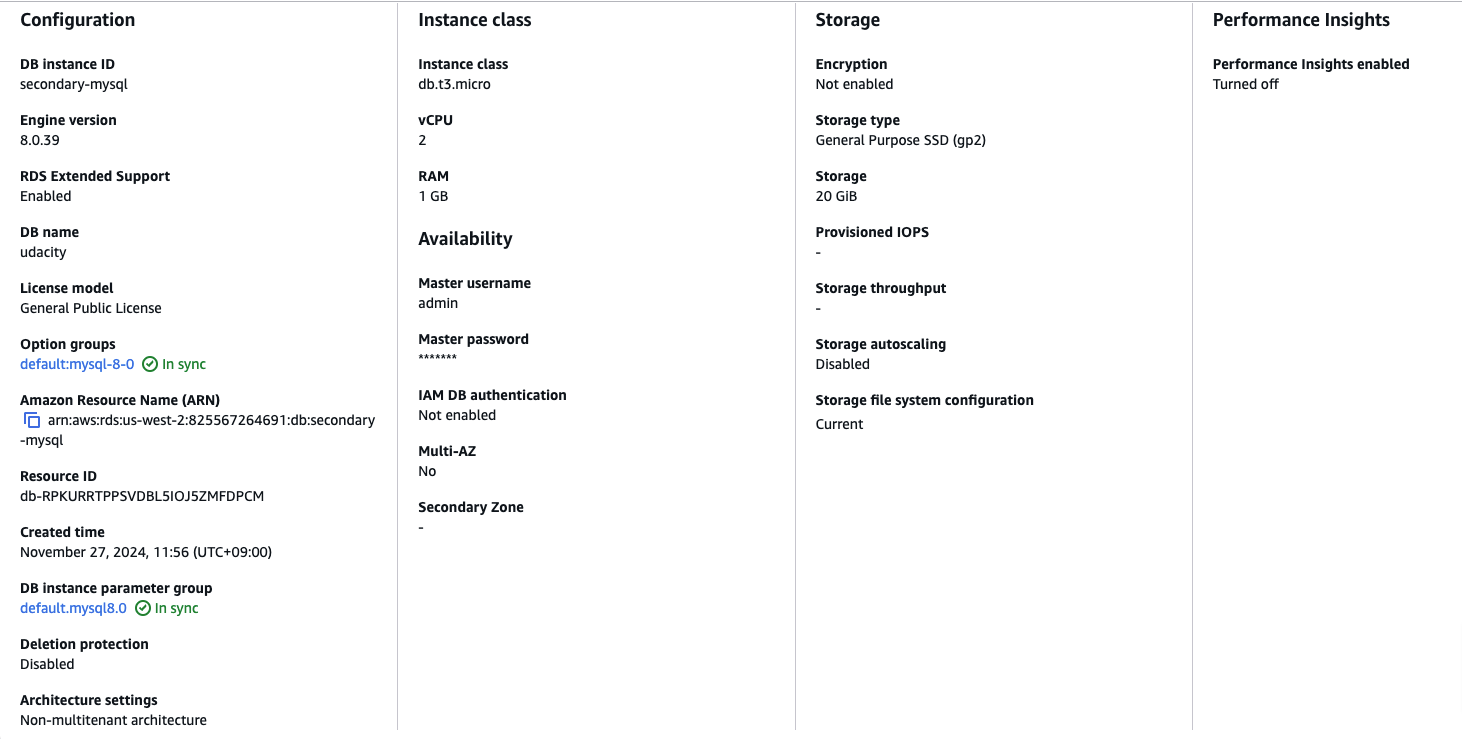 Configuration
DB instance ID
secondary-mysql
Engine version
8.0.39
RDS Extended Support
Enabled
DB name
udacity
License model
General Public License
Option groups
default:mysql-8-0 In sync
Amazon Resource Name (ARN)
arn:aws:rds:us-west-2:825567264691:db:secondary
-mysql
Resource ID
db-RPKURRTPPSVDBL5IOJ5ZMFDPCM
Created time
November 27, 2024, 11:56 (UTC+09:00)
DB instance parameter group
default.mysql8.0 In sync
Deletion protection
Disabled
Architecture settings
Non-multitenant architecture
Instance class
Instance class
db.t3.micro
vCPU
2
RAM
1 GB
Availability
Master username
admin
Master password
*******
IAM DB authentication
Not enabled
Multi-AZ
No
Secondary Zone
-
Storage
Encryption
Not enabled
Storage type
General Purpose SSD (gp2)
Storage
20 GiB
Provisioned IOPS
-
Storage throughput
-
Storage autoscaling
Disabled
Storage file system configuration
Current
Performance Insights
Performance Insights enabled
Turned off